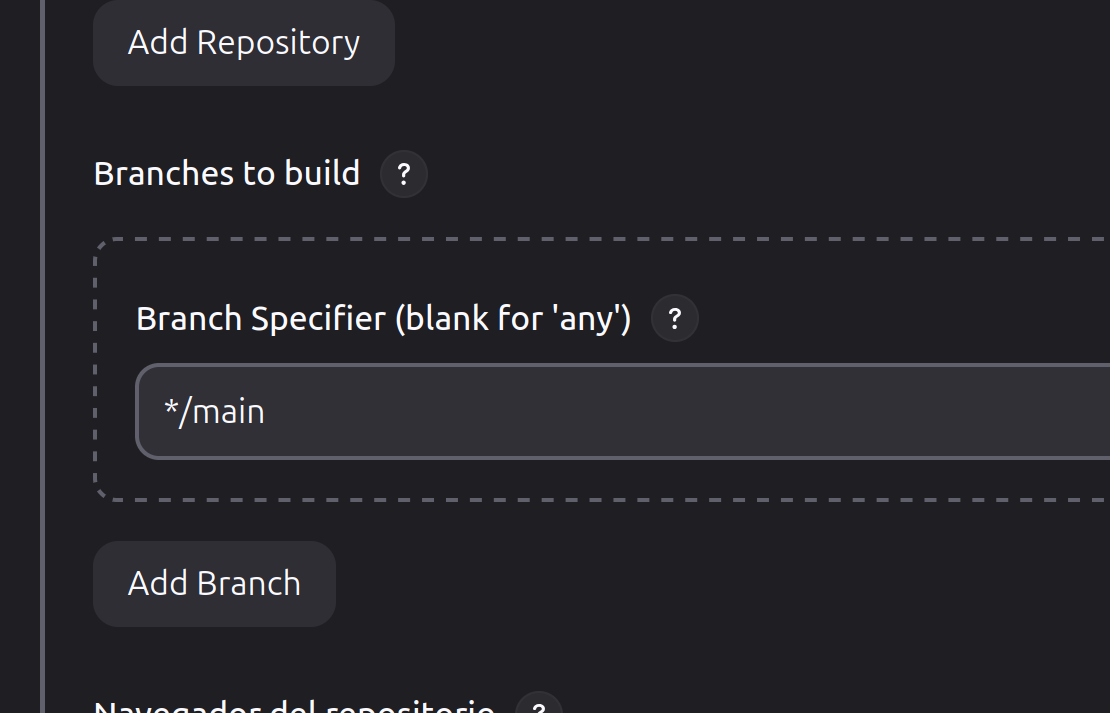 Add Repository
Branches to build ?
Branch Specifier (blank for 'any') ?
*/main
Add Branch
Navegador del repositorio ?